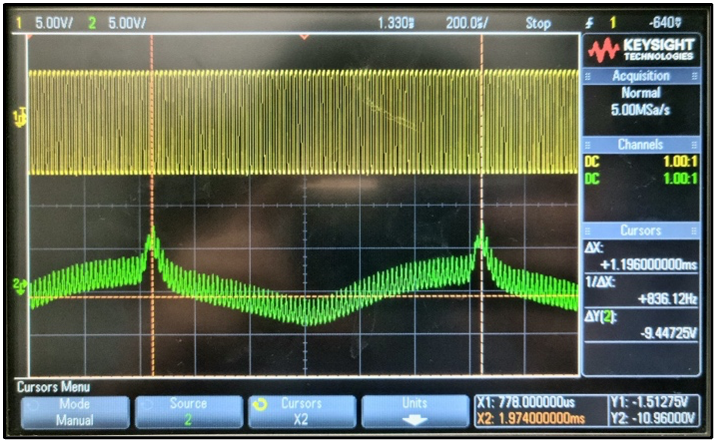 1 5.00V/ 2 5.00V/ 1.330s 200.0s/ Stop 1 -640
KEYSIGHT
TECHNOLOGIES
Acquisition
Normal
5.00MSa/s
Channels
DC 1.00:1
DC 1.00:1
Cursors
ΔX:
+1.196000000ms
1/ΔX:
+836.12Hz
ΔY(2):
-9.44725V
Cursors Menu
Mode
Manual
Source
2
Cursors
X2
Units
X1: 778.000000us
X2: 1.974000000ms
Y1: -1.51275V
Y2: -10.96000V